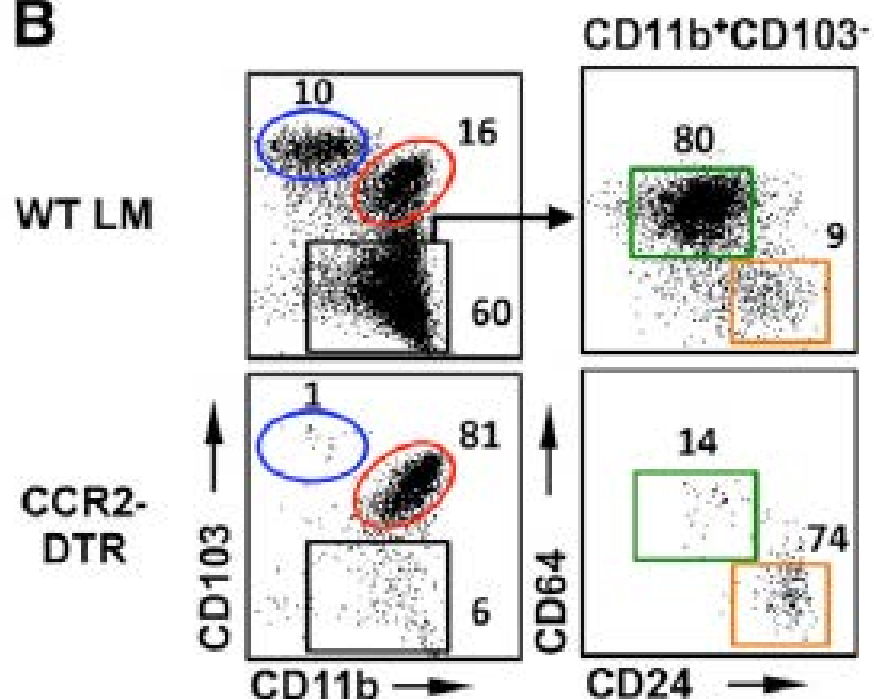 B
CD11b+CD103-
10
16
80
WT LM
9
60
1
81
14
CCR2-
DTR
74
6
CD103
CD64
CD11b
CD24